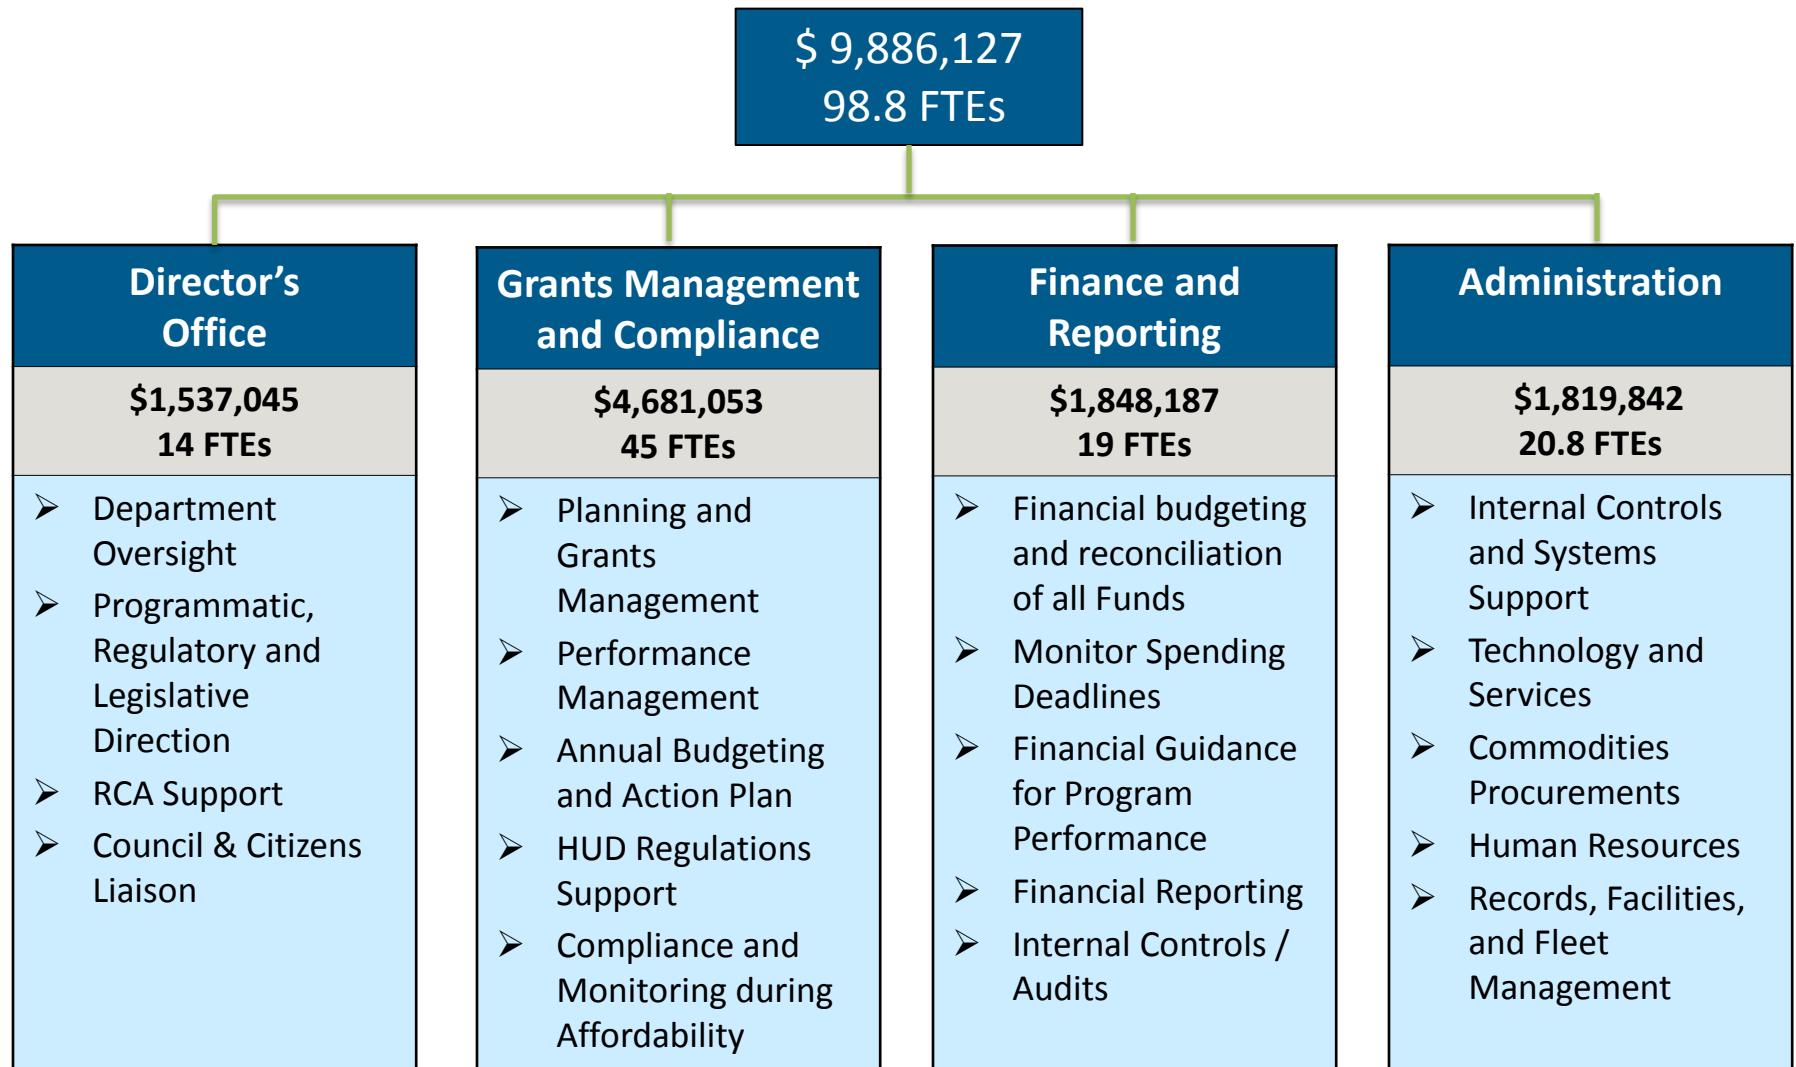 $ 9,886,127
98.8 FTEs
Director’s
Office
$1,537,045
14 FTEs
➢ Department
Oversight
➢ Programmatic,
Regulatory and
Legislative
Direction
➢ RCA Support
➢ Council & Citizens
Liaison
Grants Management
and Compliance
$4,681,053
45 FTEs
➢ Planning and
Grants
Management
➢ Performance
Management
➢ Annual Budgeting
and Action Plan
➢ HUD Regulations
Support
➢ Compliance and
Monitoring during
Affordability
Finance and
Reporting
$1,848,187
19 FTEs
➢ Financial budgeting
and reconciliation
of all Funds
➢ Monitor Spending
Deadlines
➢ Financial Guidance
for Program
Performance
➢ Financial Reporting
➢ Internal Controls /
Audits
Administration
$1,819,842
20.8 FTEs
➢ Internal Controls
and Systems
Support
➢ Technology and
Services
➢ Commodities
Procurements
➢ Human Resources
➢ Records, Facilities,
and Fleet
Management